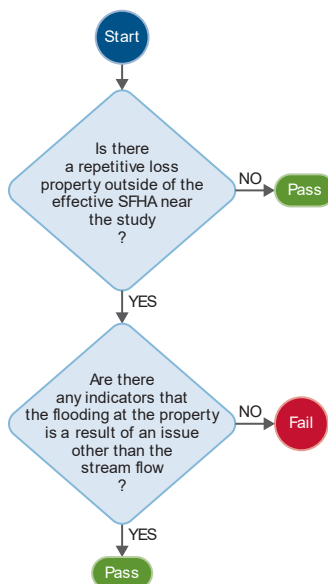 Start
Is there
a repetitive loss
property outside of the
effective SFHA near
the study
?
NO
Pass
YES
Are there
any indicators that
the flooding at the property
is a result of an issue
other than the
stream flow
?
NO
Fail
YES
Pass